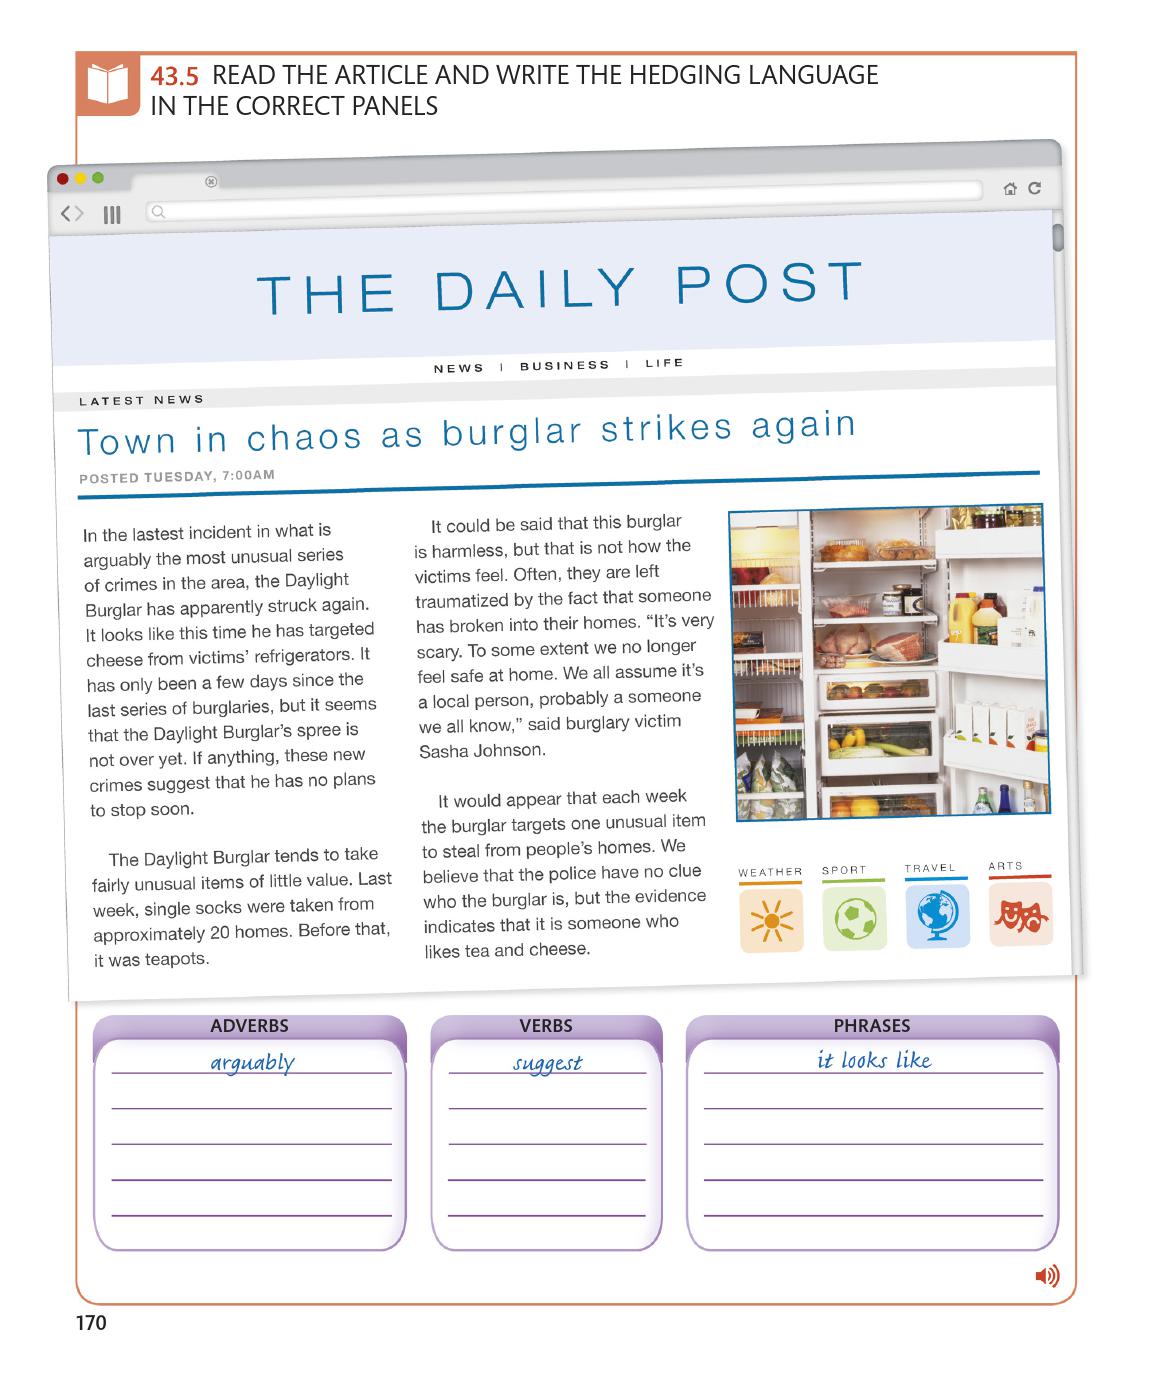 43.5 READ THE ARTICLE AND WRITE THE HEDGING LANGUAGE
IN THE CORRECT PANELS
THE DAILY POST
NEWS | BUSINESS | LIFE
LATEST NEWS
Town in chaos as burglar strikes again
POSTED TUESDAY, 7:00AM
In the lastest incident in what is
arguably the most unusual series
of crimes in the area, the Daylight
Burglar has apparently struck again.
It looks like this time he has targeted
cheese from victims' refrigerators. It
has only been a few days since the
last series of burglaries, but it seems
that the Daylight Burglar's spree is
not over yet. If anything, these new
crimes suggest that he has no plans
to stop soon.
The Daylight Burglar tends to take
fairly unusual items of little value. Last
week, single socks were taken from
approximately 20 homes. Before that,
it was teapots.
It could be said that this burglar
is harmless, but that is not how the
victims feel. Often, they are left
traumatized by the fact that someone
has broken into their homes. “It's very
scary. To some extent we no longer
feel safe at home. We all assume it's
a local person, probably a someone
we all know,” said burglary victim
Sasha Johnson.
It would appear that each week
the burglar targets one unusual item
to steal from people's homes. We
believe that the police have no clue
who the burglar is, but the evidence
indicates that it is someone who
likes tea and cheese.
WEATHER SPORT TRAVEL ARTS
ADVERBS VERBS PHRASES
arguably suggest it looks like
170